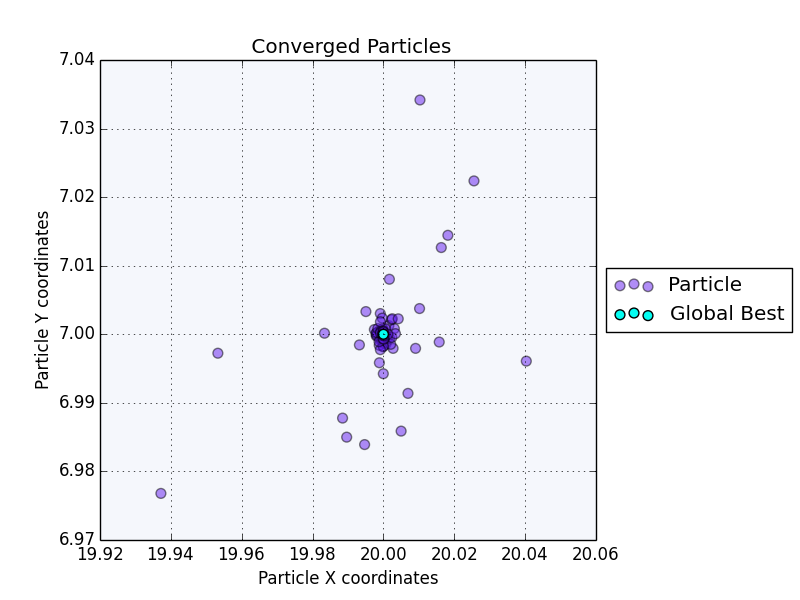 Converged Particles
7.04
7.03
7.02
7.01
7.00
6.99
6.98
6.97
Particle Y coordinates
19.92 19.94 19.96 19.98 20.00 20.02 20.04 20.06
Particle X coordinates
Particle
Global Best